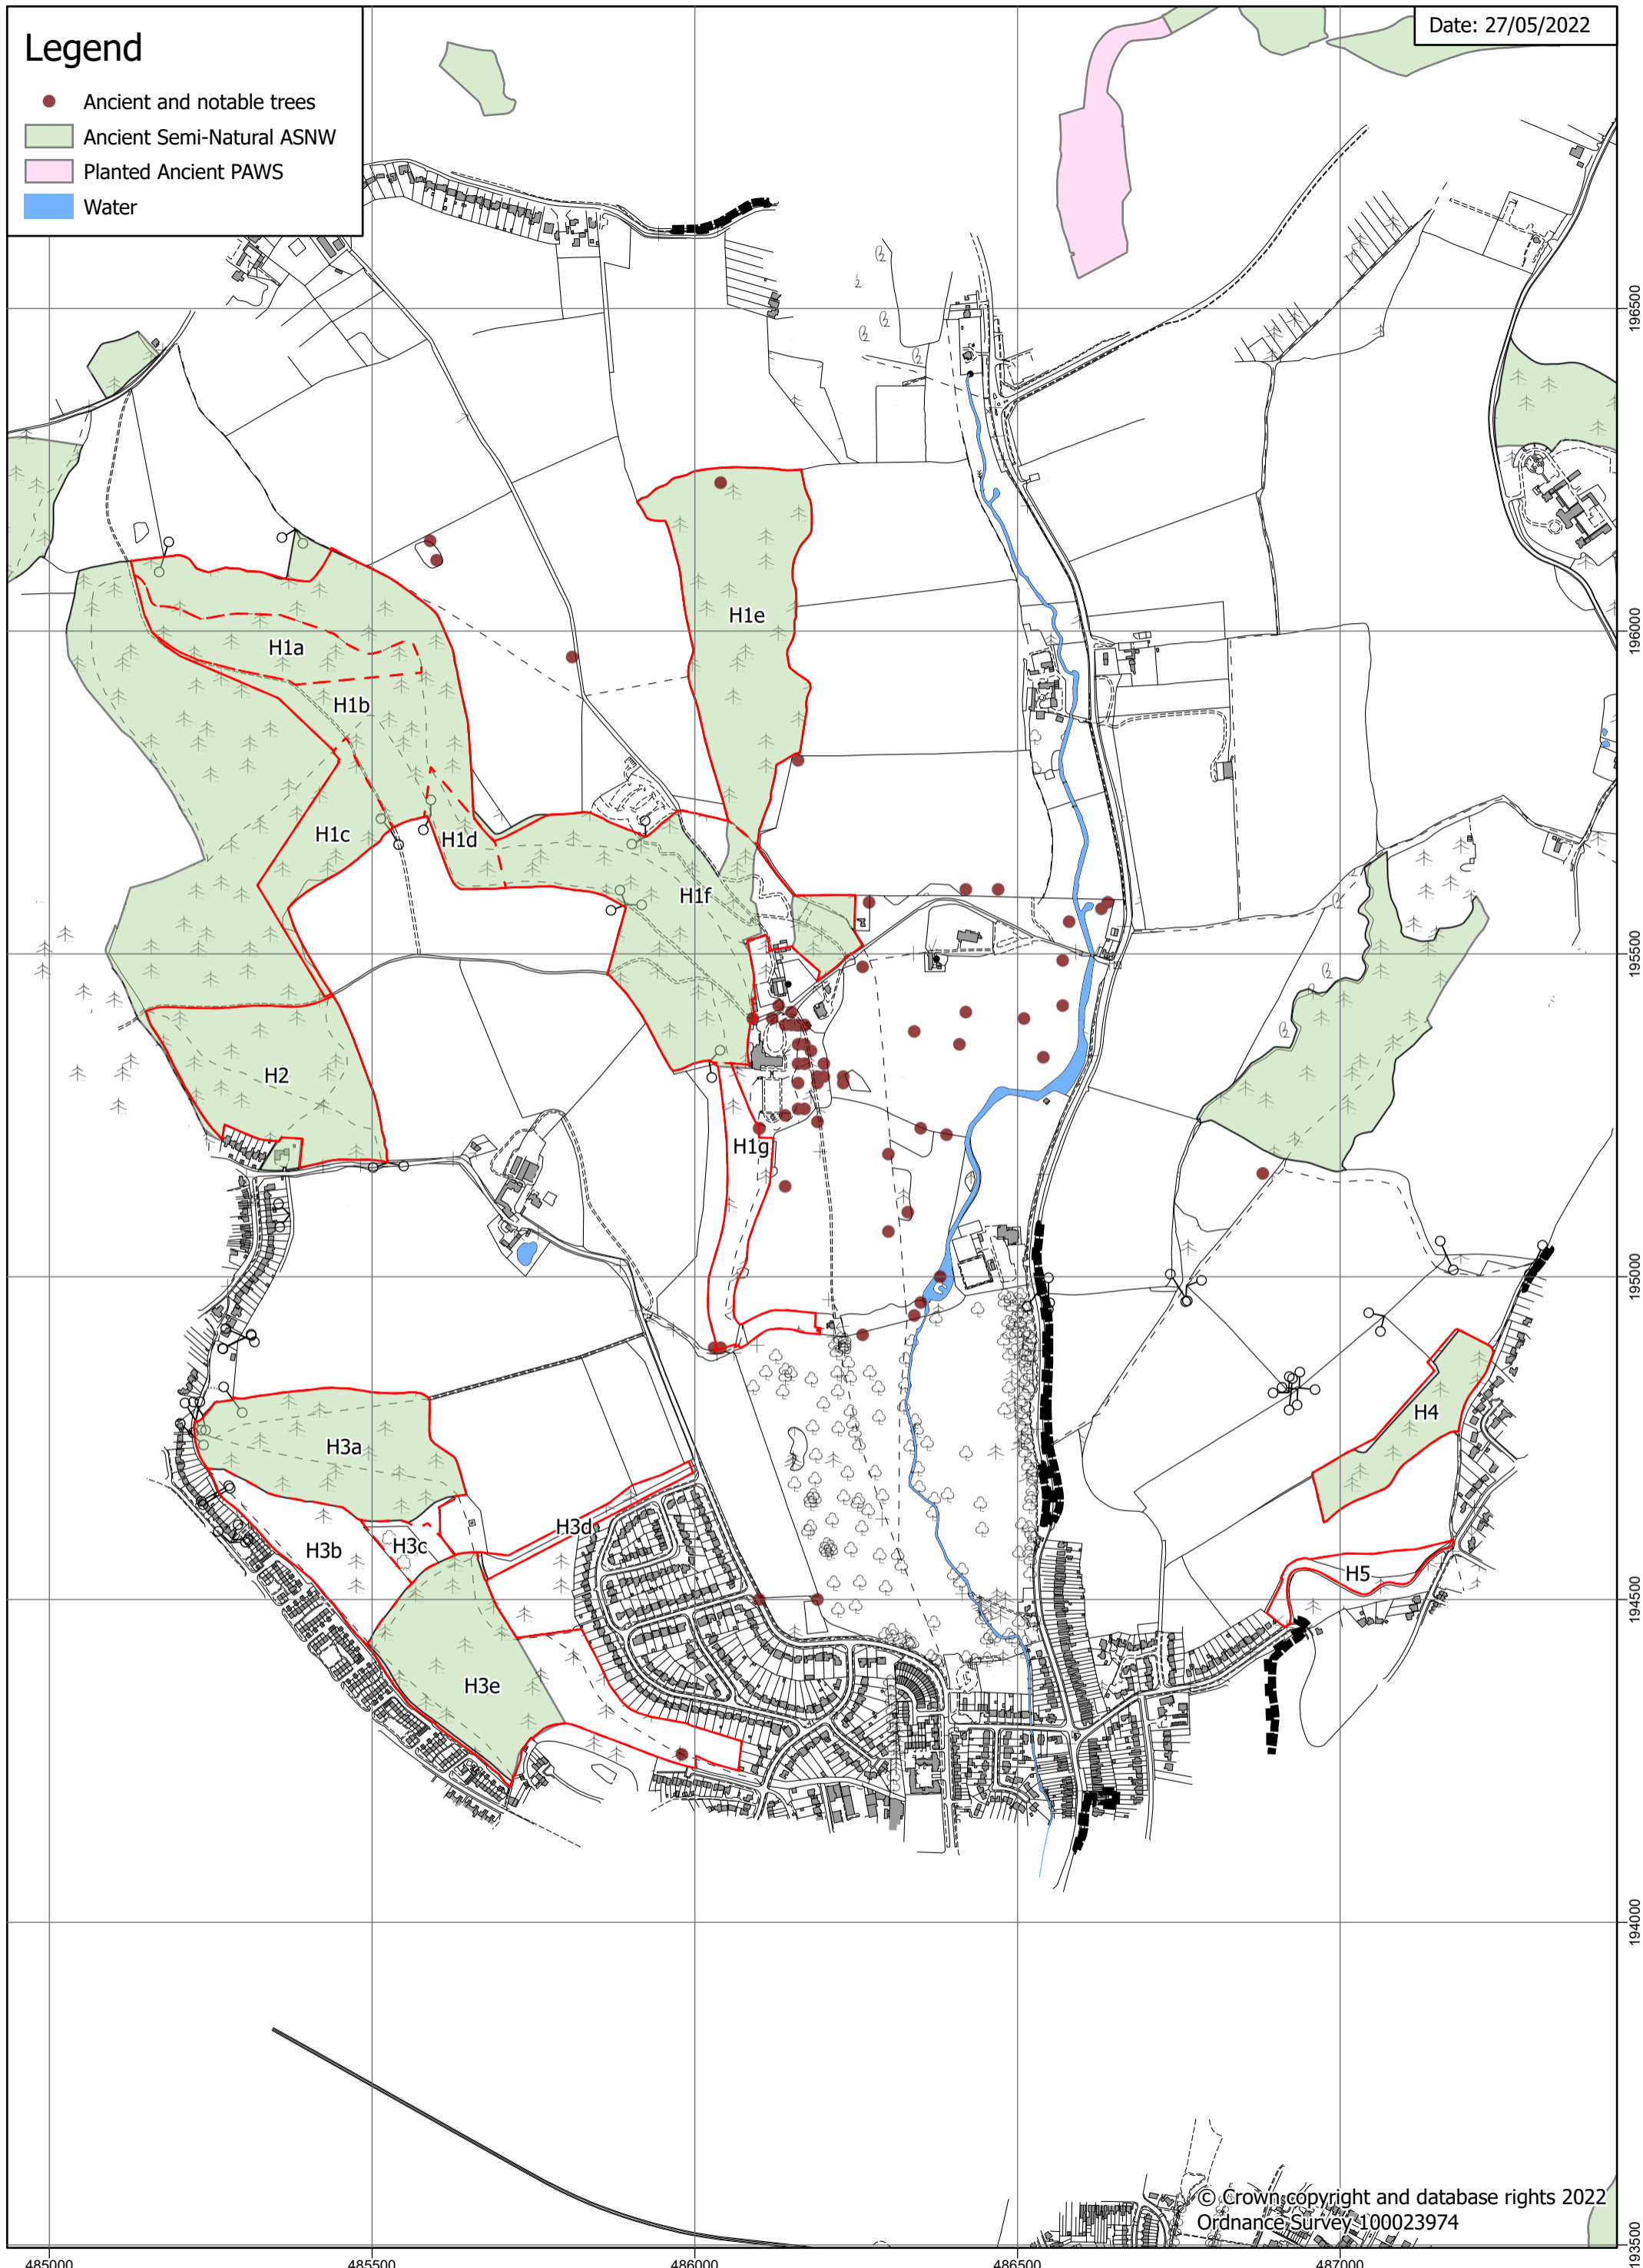 Legend
Ancient and notable trees
Ancient Semi-Natural ASNW
Planted Ancient PAWS
Water
Date: 27/05/2022
196500
H1e
196000
H1a
H1b
H1c
H1d
H1f
195500
H2
H1g
195000
H4
H3a
H3d
H3b
H3c
H5
194500
H3e
194000
© Crown copyright and database rights 2022
Ordnance Survey 100023974
193500
485000
485500
486000
486500
487000